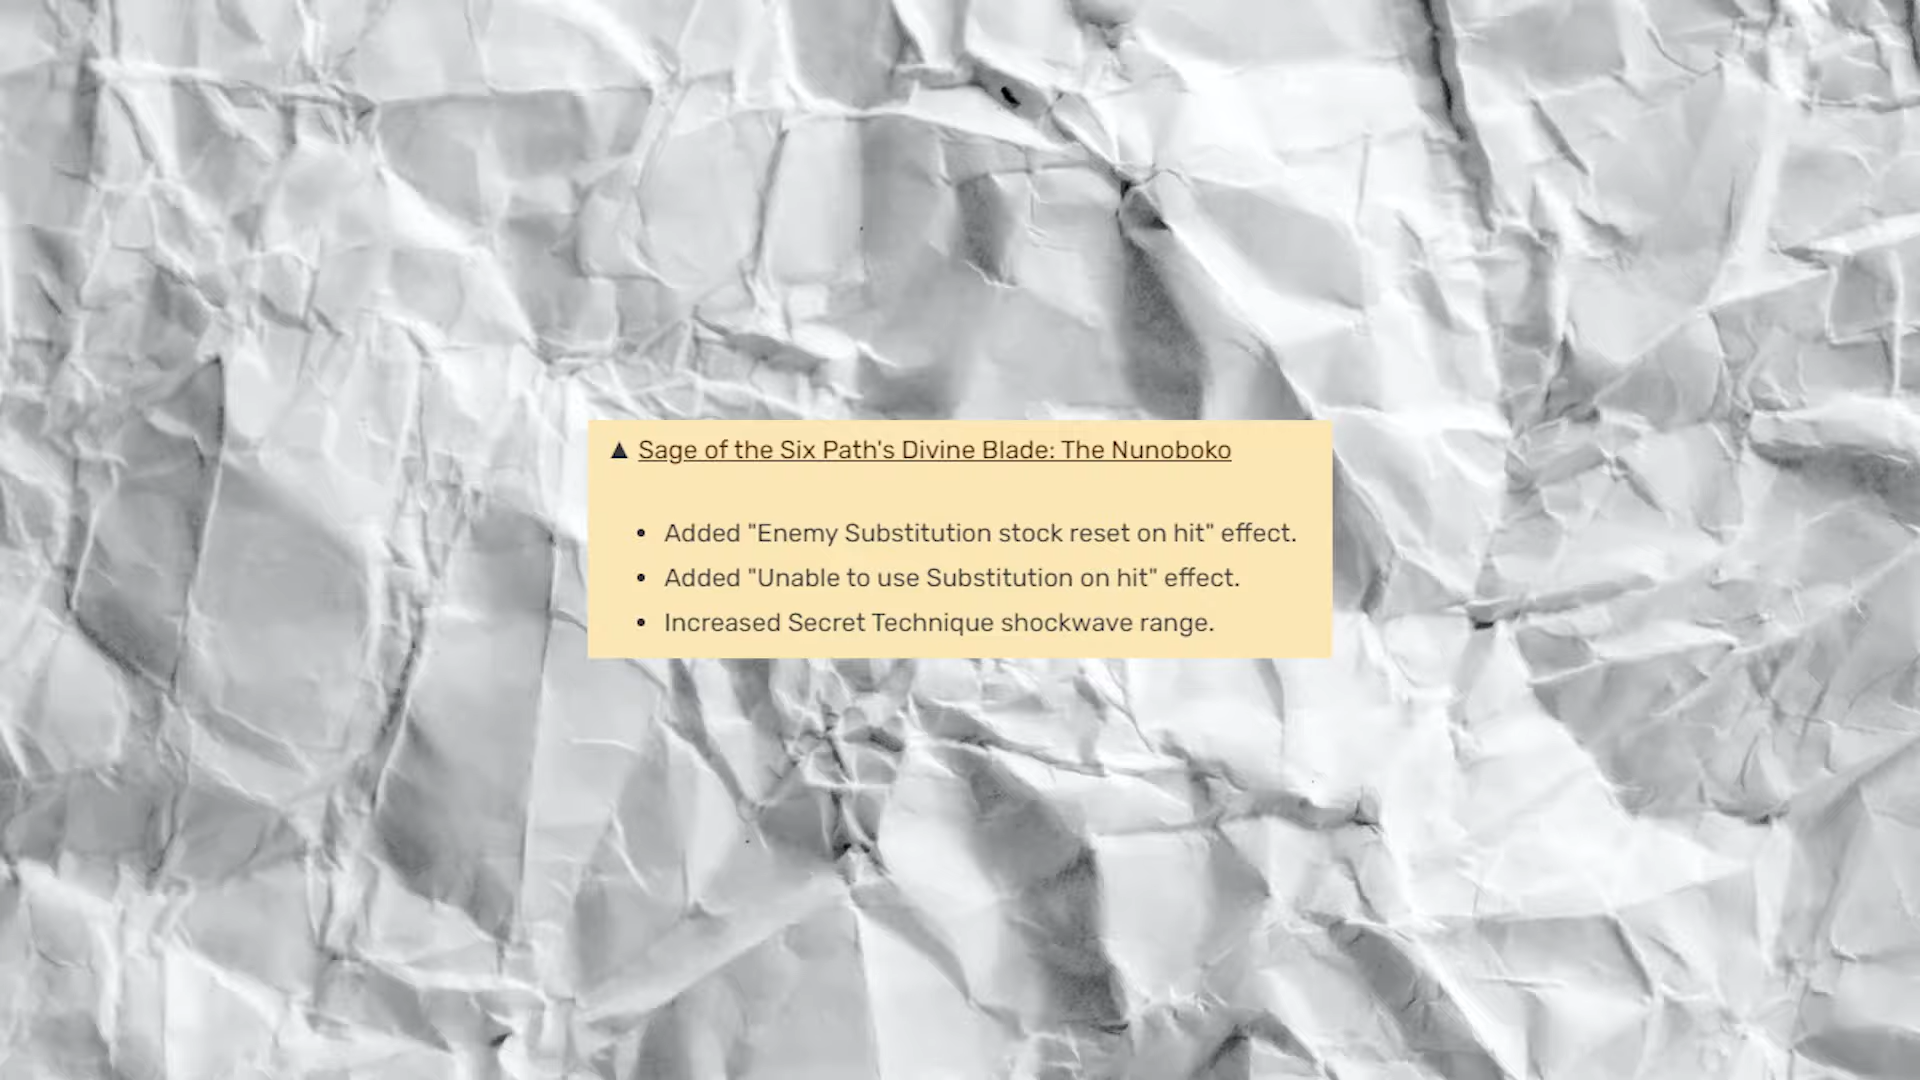 ▲ Sage of the Six Path's Divine Blade: The Nunoboko
• Added "Enemy Substitution stock reset on hit" effect.
• Added "Unable to use Substitution on hit" effect.
• Increased Secret Technique shockwave range.